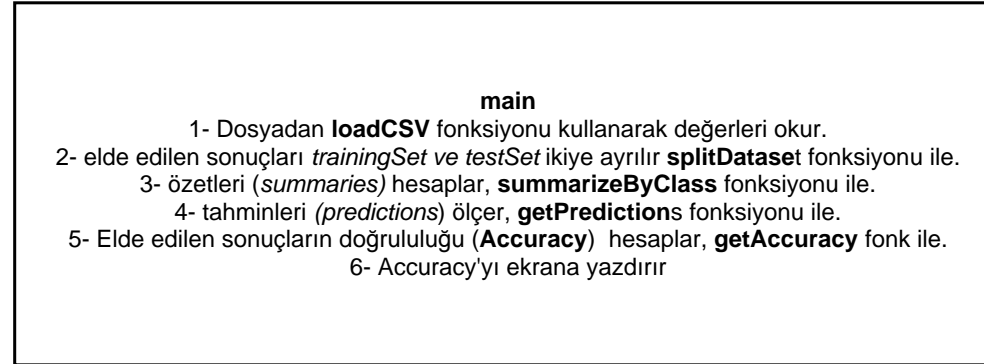 main
1- Dosyadan loadCSV fonksiyonu kullanarak değerleri okur.
2- elde edilen sonuçları trainingSet ve testSet ikiye ayrılır splitDataset fonksiyonu ile.
3- özetleri (summaries) hesaplar, summarizeByClass fonksiyonu ile.
4- tahminleri (predictions) ölçer, getPredictions fonksiyonu ile.
5- Elde edilen sonuçların doğrululuğu (Accuracy)  hesaplar, getAccuracy fonk ile.
6- Accuracy'yı ekrana yazdırır